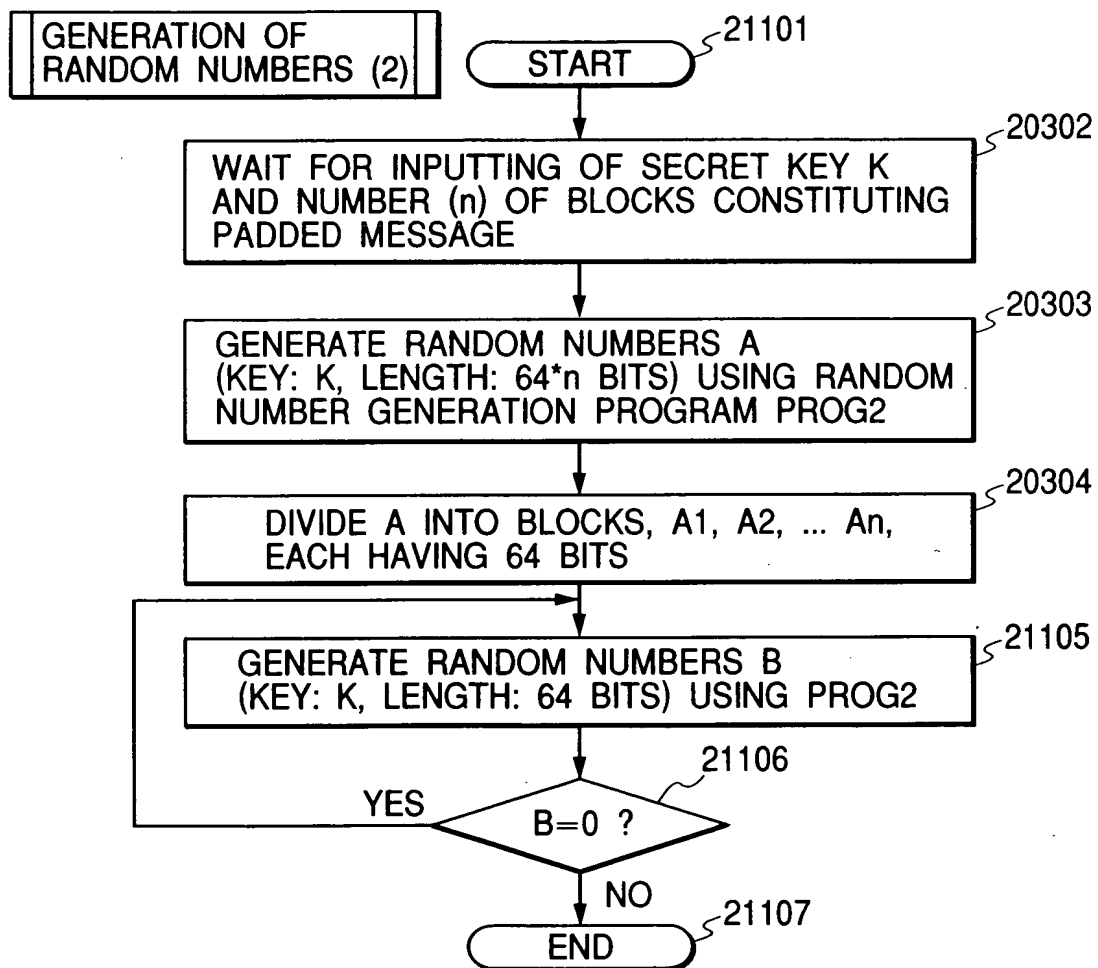 GENERATION OF
RANDOM NUMBERS (2)
21101
START
20302
WAIT FOR INPUTTING OF SECRET KEY K
AND NUMBER (n) OF BLOCKS CONSTITUTING
PADDED MESSAGE
20303
GENERATE RANDOM NUMBERS A
(KEY: K, LENGTH: 64*n BITS) USING RANDOM
NUMBER GENERATION PROGRAM PROG2
20304
DIVIDE A INTO BLOCKS, A1, A2, ... An,
EACH HAVING 64 BITS
21105
GENERATE RANDOM NUMBERS B
(KEY: K, LENGTH: 64 BITS) USING PROG2
21106
YES
B=0 ?
NO
21107
END